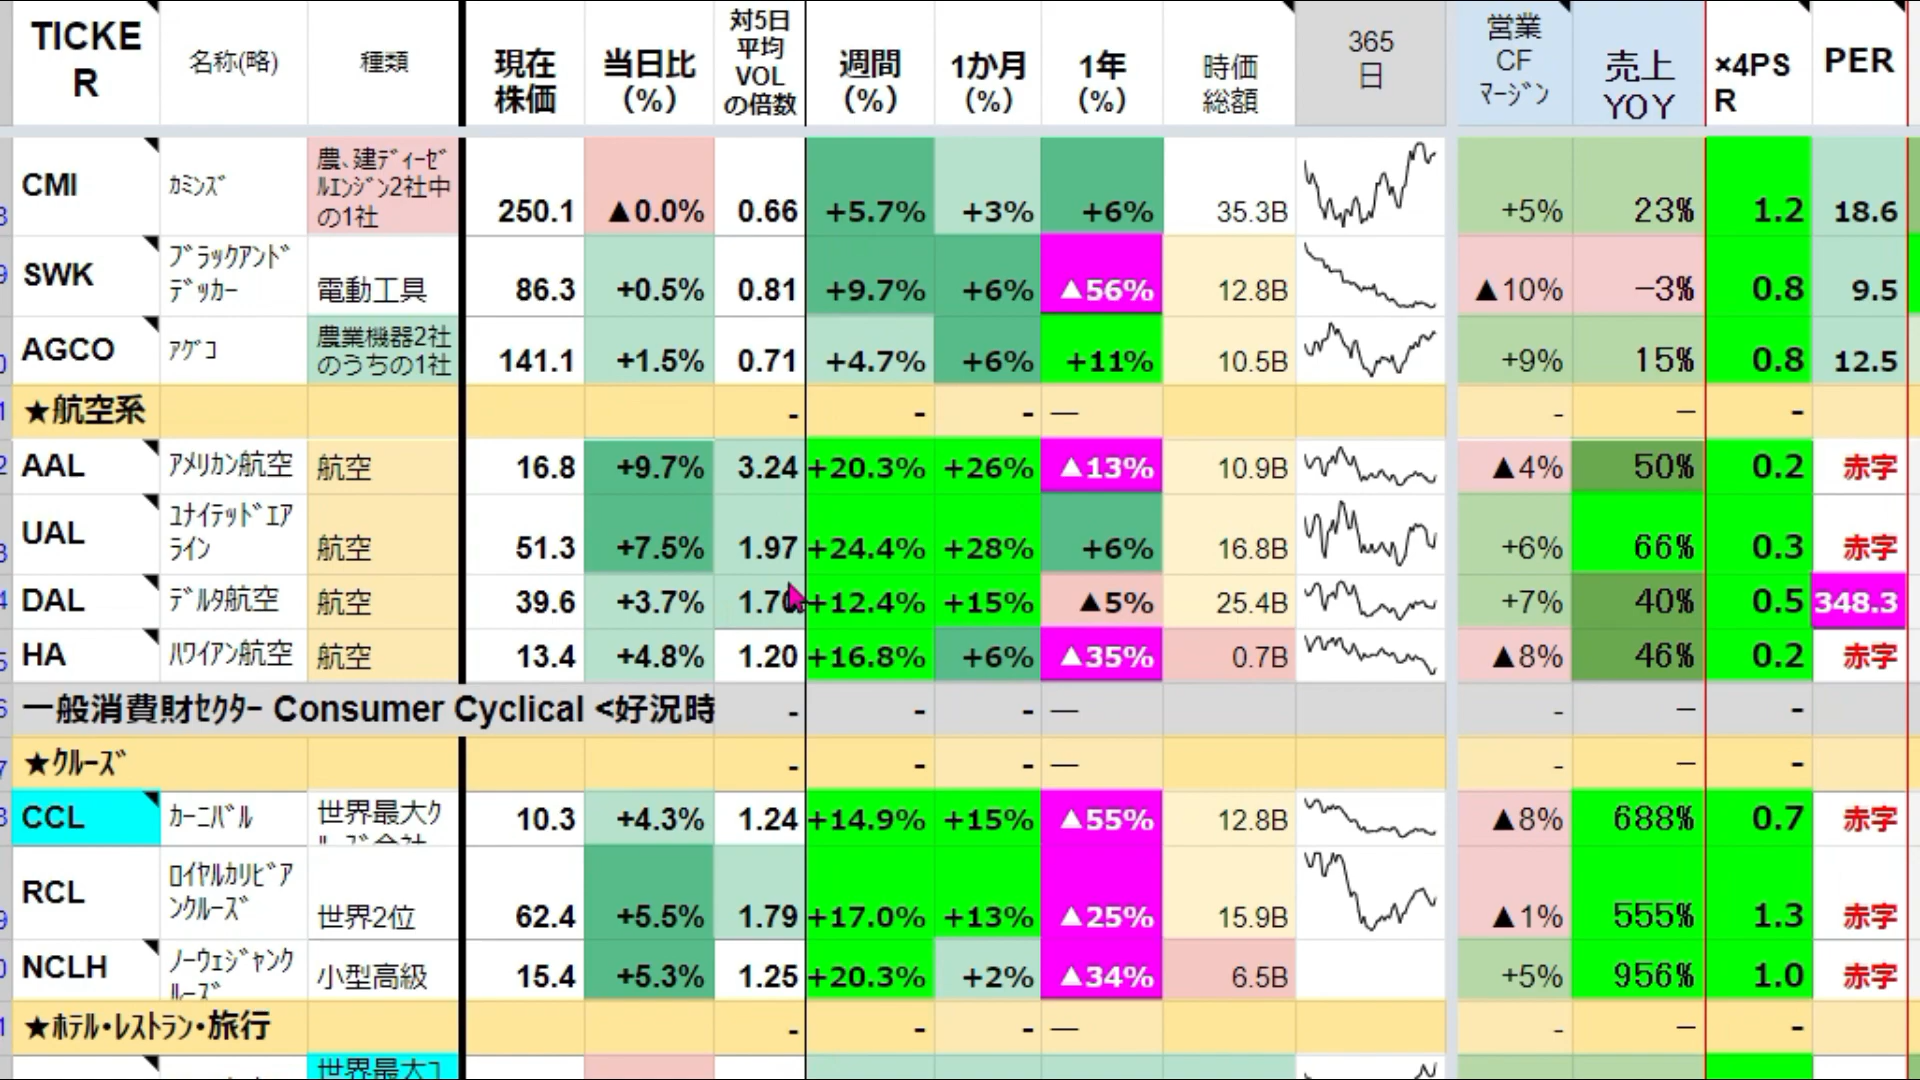 TICKE
R
名称(略)
種類
現在
株価
当日比
(%)
対5日
平均
VOL
の倍数
週間
(%)
1か月
(%)
1年
(%)
時価
総額
365
日
営業
CF
ﾏｰｼﾞﾝ
売上
YOY
×4PS
R
PER
CMI
ｶﾐﾝｽﾞ
農､建ﾃﾞｨｰｾﾞ
ﾙｴﾝｼﾞﾝ2社中
の1社
250.1 ▲0.0% 0.66 +5.7% +3% +6% 35.3B +5% 23% 1.2 18.6
SWK
ﾌﾞﾗｯｸｱﾝﾄﾞ
ﾃﾞｯｶｰ
電動工具 86.3 +0.5% 0.81 +9.7% +6% △56% 12.8B ▲10% −3% 0.8 9.5
AGCO
ｱｸﾞｺ
農業機器2社
のうちの1社
141.1 +1.5% 0.71 +4.7% +6% +11% 10.5B +9% 15% 0.8 12.5
★航空系 - - - — - — -
AAL ｱﾒﾘｶﾝ航空 航空 16.8 +9.7% 3.24 +20.3% +26% △13% 10.9B ▲4% 50% 0.2 赤字
UAL
ﾕﾅｲﾃｯﾄﾞｴｱ
ﾗｲﾝ
航空 51.3 +7.5% 1.97 +24.4% +28% +6% 16.8B +6% 66% 0.3 赤字
DAL ﾃﾞﾙﾀ航空 航空 39.6 +3.7% +12.4% +15% ▲5% 25.4B +7% 40% 0.5 348.3
HA ﾊﾜｲｱﾝ航空 航空 13.4 +4.8% 1.20 +16.8% +6% △35% 0.7B ▲8% 46% 0.2 赤字
一般消費財ｾｸﾀｰ Consumer Cyclical <好況時 - - - — - — -
★ｸﾙｰｽﾞ - - - — - — -
CCL ｶｰﾆﾊﾞﾙ
世界最大ｸ
10.3 +4.3% 1.24 +14.9% +15% △55% 12.8B ▲8% 688% 0.7 赤字
RCL
ﾛｲﾔﾙｶﾘﾋﾞｱ
ﾝｸﾙｰｽﾞ
世界2位 62.4 +5.5% 1.79 +17.0% +13% △25% 15.9B ▲1% 555% 1.3 赤字
NCLH
ﾉｰｳｪｼﾞｬﾝｸ
ﾙｰｽﾞ
小型高級 15.4 +5.3% 1.25 +20.3% +2% △34% 6.5B +5% 956% 1.0 赤字
★ﾎﾃﾙ･ﾚｽﾄﾗﾝ･旅行 - - - — - — -
世界最大ｺ